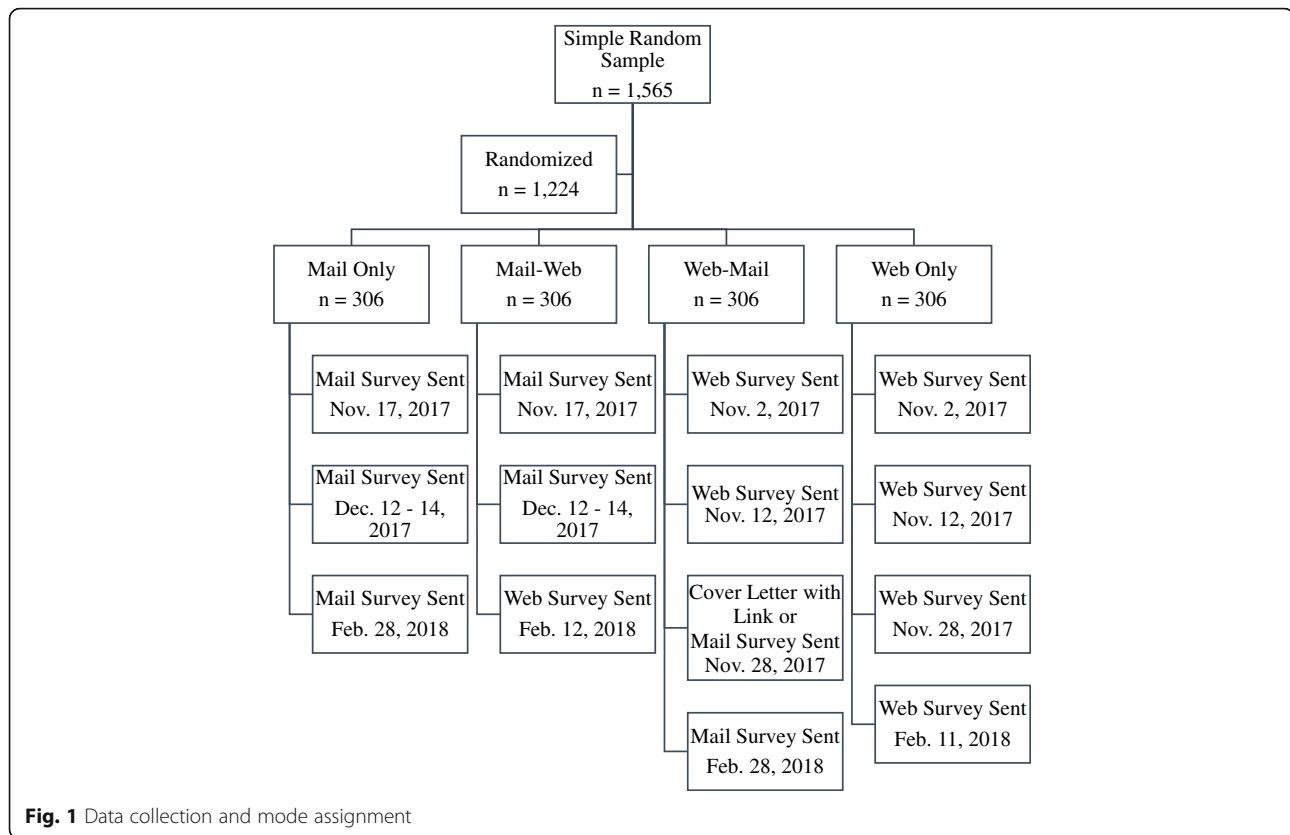 Simple Random
Sample
n = 1,565
Randomized
n = 1,224
Mail Only
n = 306
Mail-Web
n = 306
Web-Mail
n = 306
Web Only
n = 306
Mail Survey Sent
Nov. 17, 2017
Mail Survey Sent
Nov. 17, 2017
Web Survey Sent
Nov. 2, 2017
Web Survey Sent
Nov. 2, 2017
Mail Survey Sent
Dec. 12 - 14,
2017
Mail Survey Sent
Dec. 12 - 14,
2017
Web Survey Sent
Nov. 12, 2017
Web Survey Sent
Nov. 12, 2017
Mail Survey Sent
Feb. 28, 2018
Web Survey Sent
Feb. 12, 2018
Cover Letter with
Link or
Mail Survey Sent
Nov. 28, 2017
Web Survey Sent
Nov. 28, 2017
Mail Survey Sent
Feb. 28, 2018
Web Survey Sent
Feb. 11, 2018
Fig. 1 Data collection and mode assignment